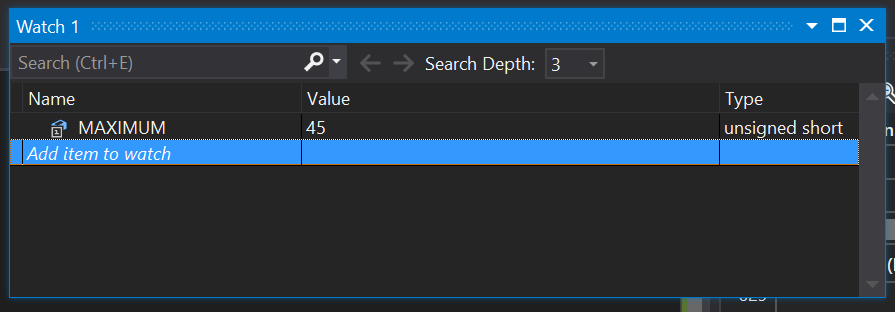 Watch 1
Search (Ctrl+E) Search Depth: 3
Name Value Type
MAXIMUM 45 unsigned short
Add item to watch